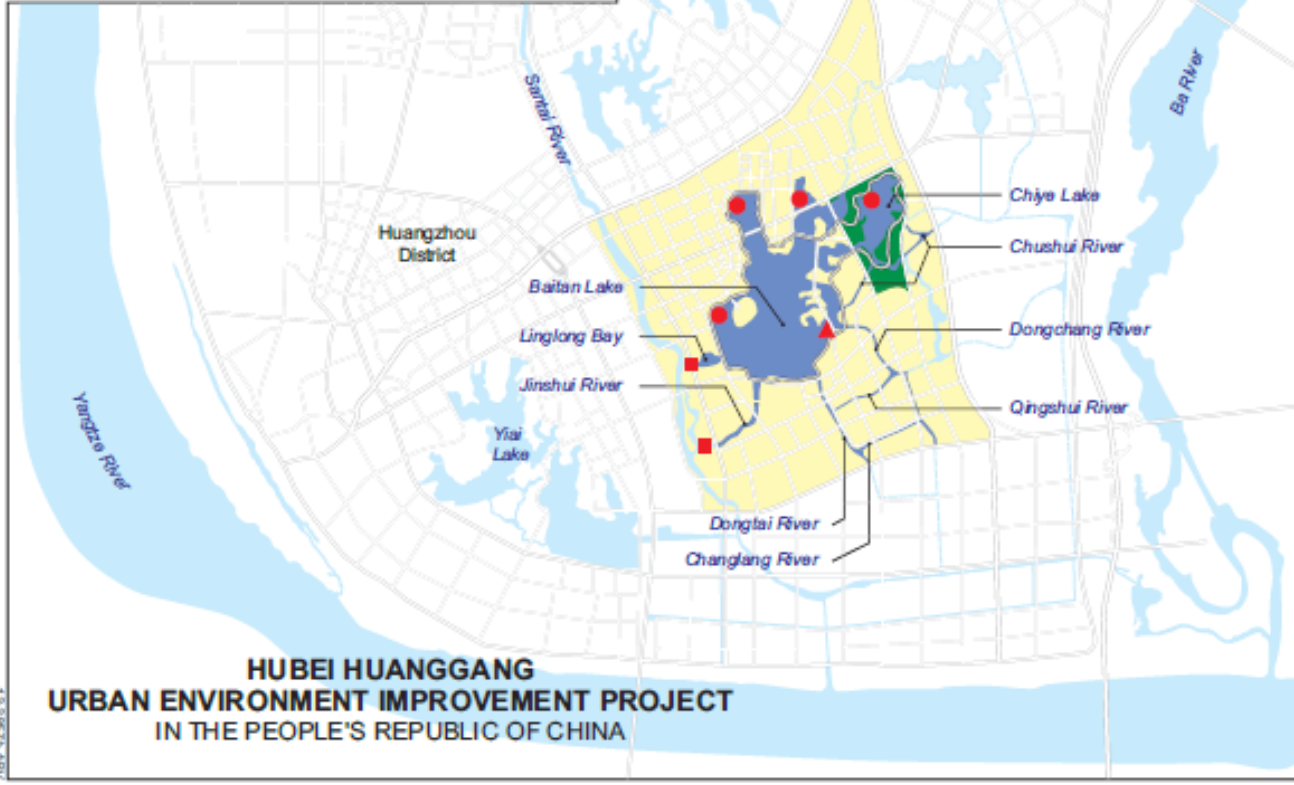 Santai River
Ba River
Chiye Lake
Huangzhou
District
Chushui River
Baitan Lake
Linglong Bay
Dongchang River
Jinshui River
Qingshui River
Yangtze River
Yiai
Lake
Dongtai River
Changlang River
HUBEI HUANGGANG
URBAN ENVIRONMENT IMPROVEMENT PROJECT
IN THE PEOPLE'S REPUBLIC OF CHINA